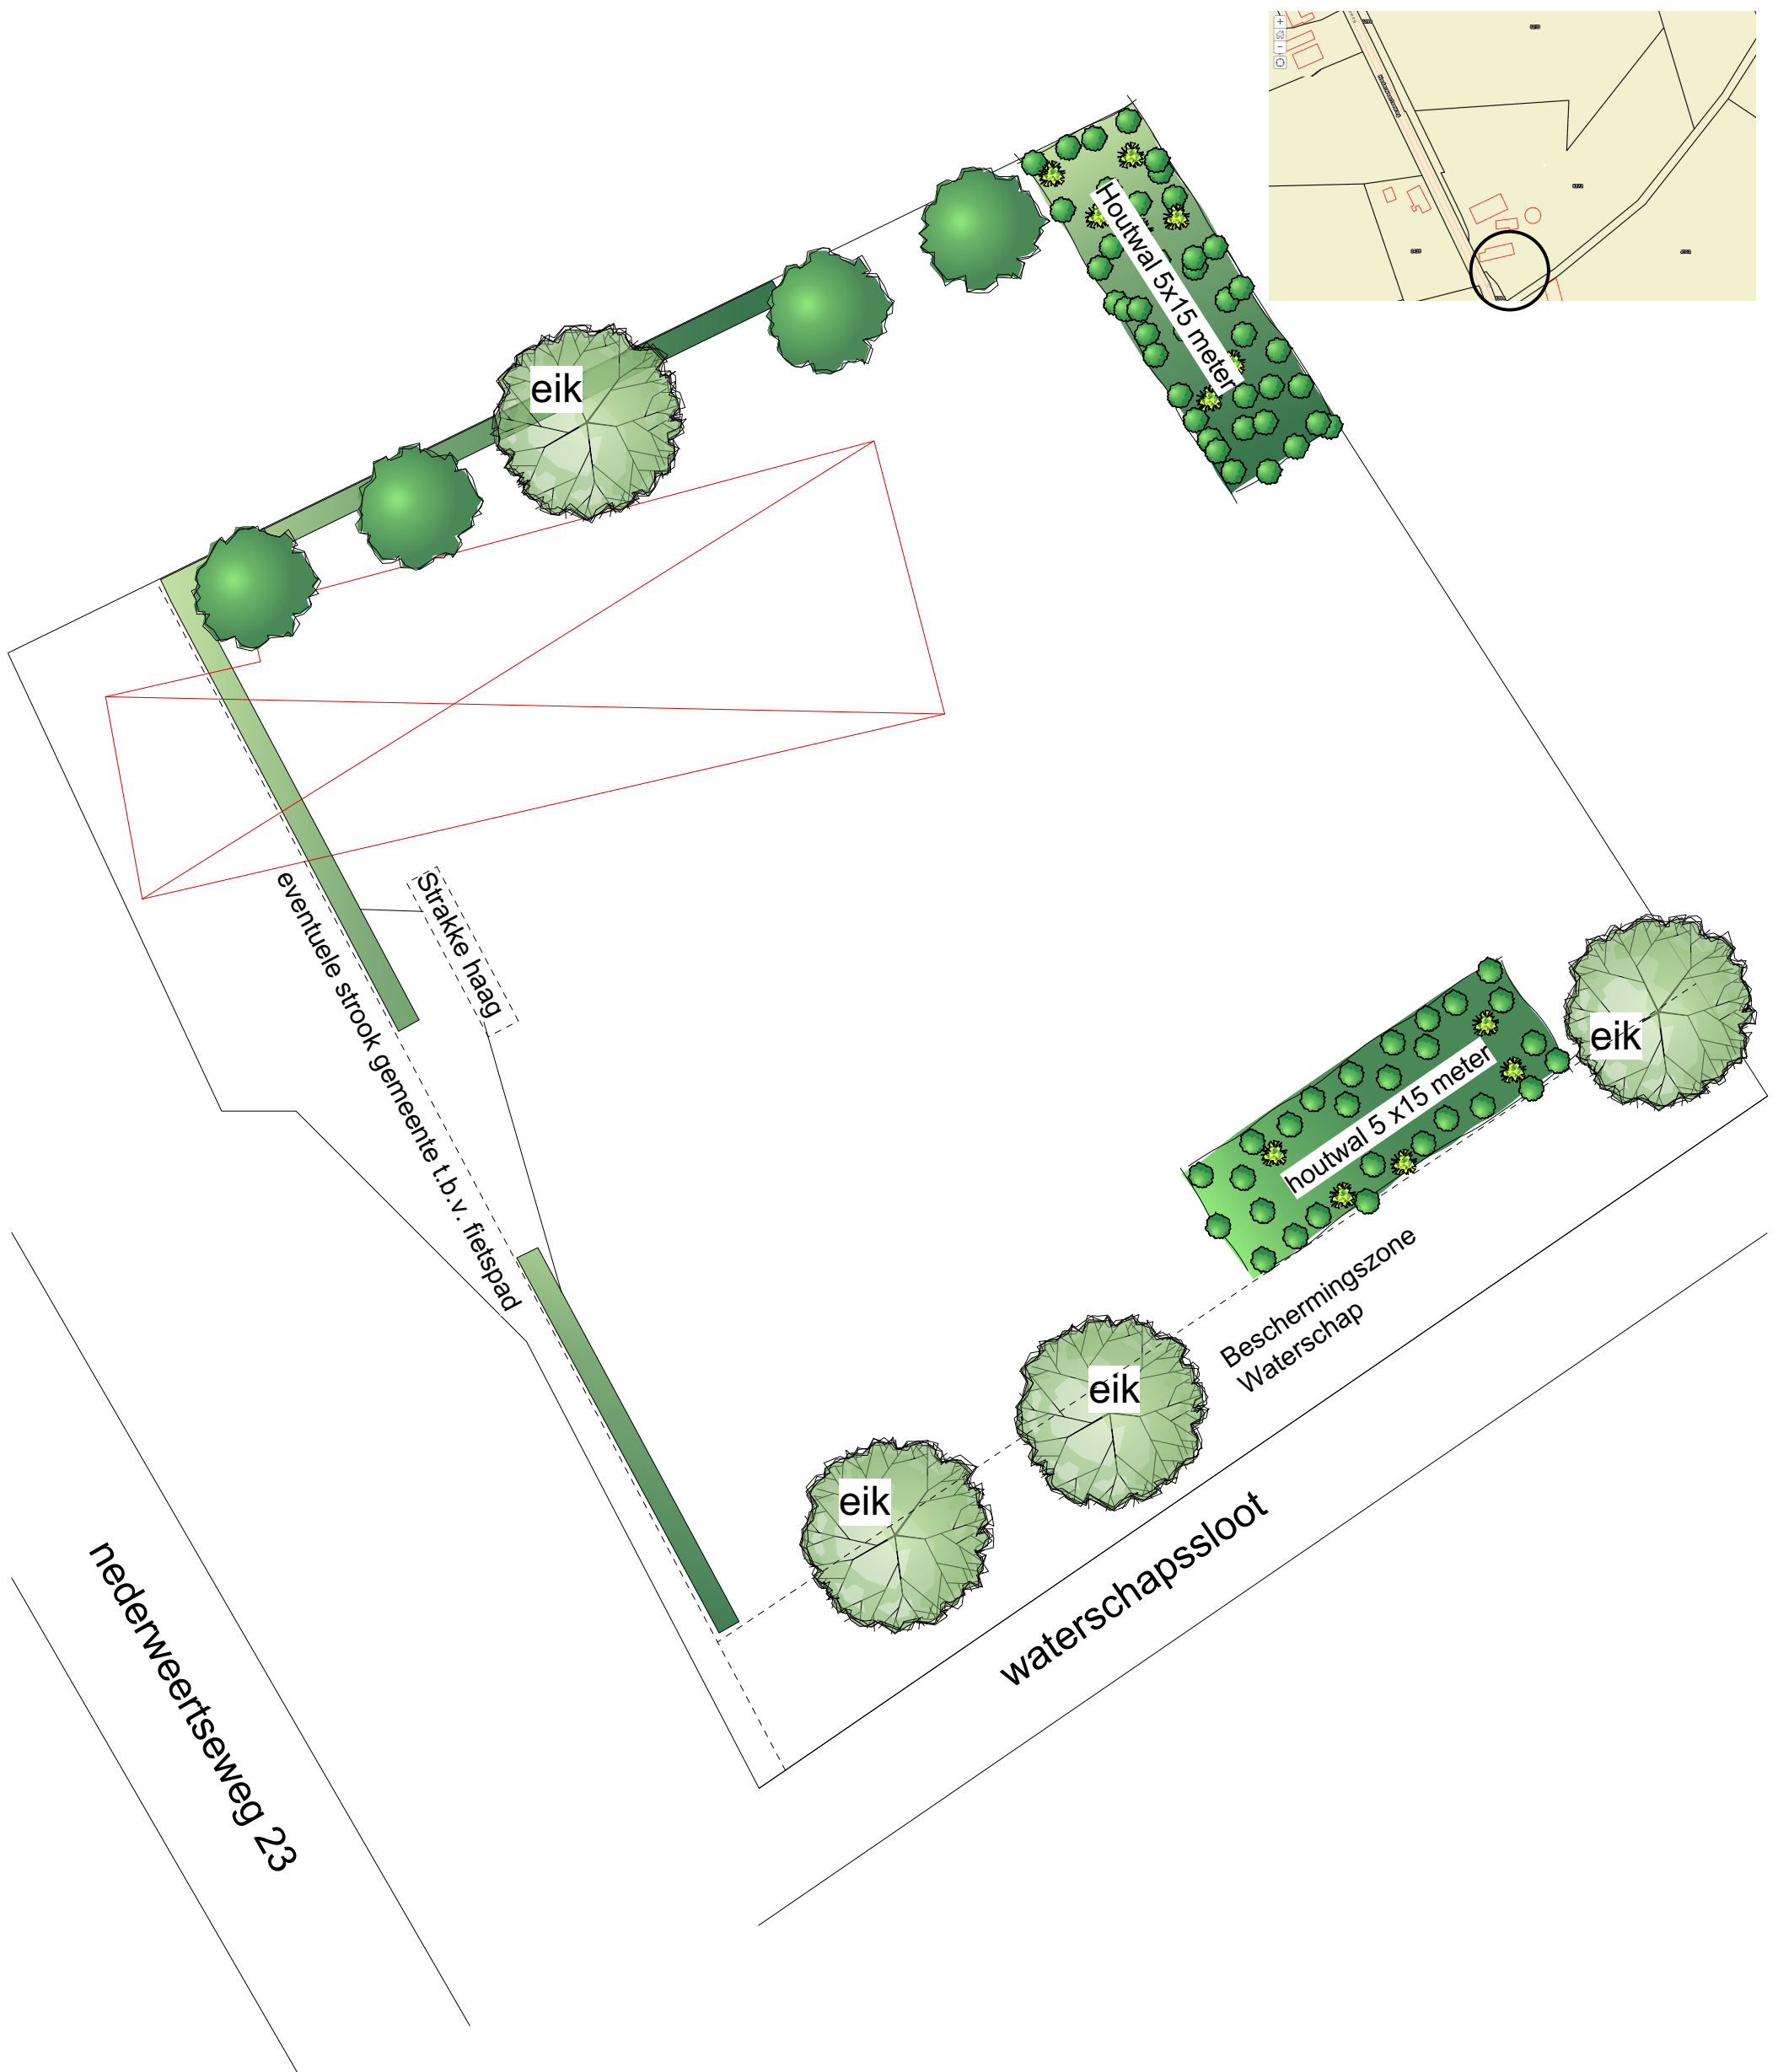 Houtwal 5x15 meter
eik
Strakke haag
eventuele strook gemeente t.b.v. fietspad
eik
houtwal 5 x15 meter
Beschermingszone
Waterschap
eik
eik
waterschapssloot
nederweertseweg 23